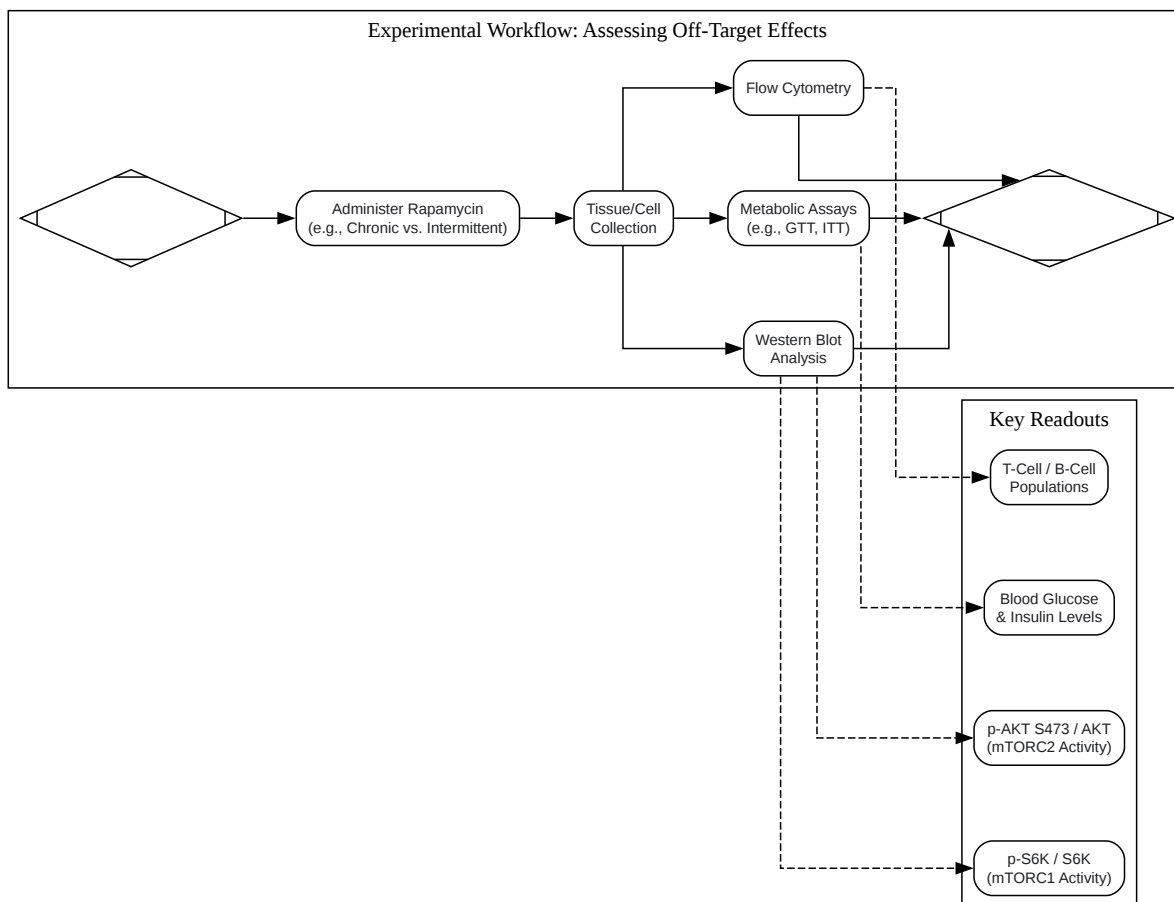 Experimental Workflow: Assessing Off-Target Effects
Flow Cytometry
Administer Rapamycin
(e.g., Chronic vs. Intermittent)
Tissue/Cell
Collection
Metabolic Assays
(e.g., GTT, ITT)
Western Blot
Analysis
Key Readouts
T-Cell / B-Cell
Populations
Blood Glucose
& Insulin Levels
p-AKT S473 / AKT
(mTORC2 Activity)
p-S6K / S6K
(mTORC1 Activity)